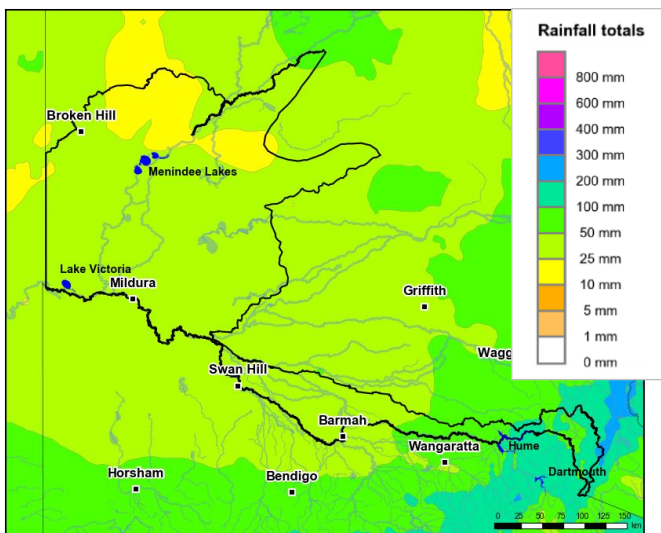 Rainfall totals
800 mm
600 mm
400 mm
300 mm
200 mm
100 mm
50 mm
25 mm
10 mm
5 mm
1 mm
0 mm
Broken Hill
Menindee Lakes
Lake Victoria
Mildura
Griffith
Wagg
Swan Hill
Barmah
Wangaratta
Hume
Horsham
Bendigo
Dartmouth
0 25 50 75 100 125 150
km